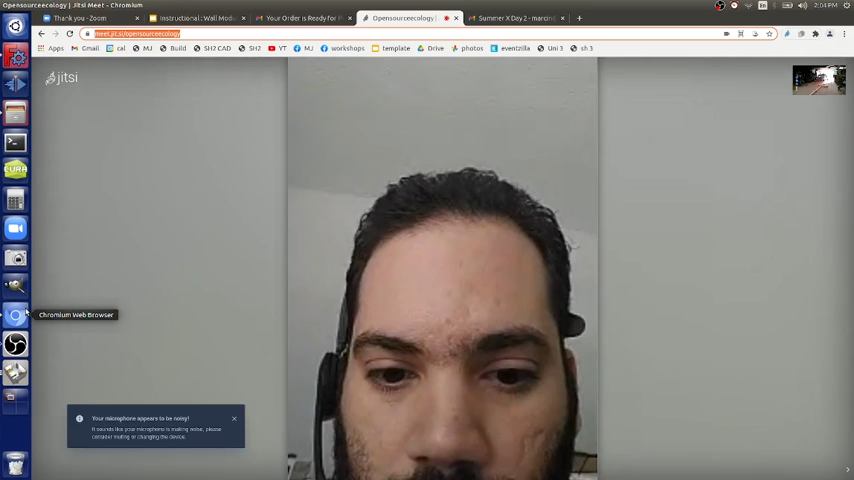 Opensourceecology | Jitsi Meet - Chromium
En
2:04 PM
Thank you - Zoom
Instructional: Wall Modu
Your Order is Ready for P
Opensourceecology |
Summer X Day 2 - marcin
meet.jit.si/opensourceecology
Apps
cal
MJ
Build
SH2 CAD
SH2
YT
MJ
workshops
template
Drive
photos
eventzilla
Uni 3
sh 3
jitsi
CURA
Chromium Web Browser
Your microphone appears to be noisy!
It sounds like your microphone is making noise, please
consider muting or changing the device.